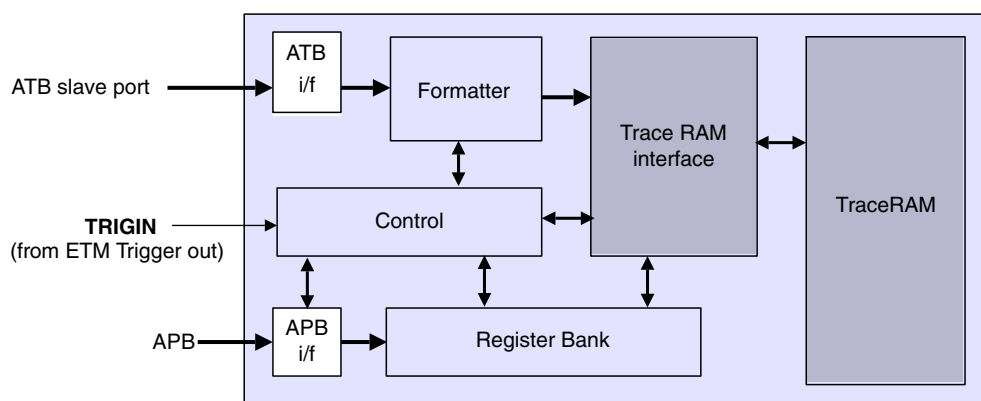 ATB
i/f
ATB slave port
Formatter
Trace RAM
interface
TraceRAM
TRIGIN
(from ETM Trigger out)
Control
APB
APB
i/f
Register Bank